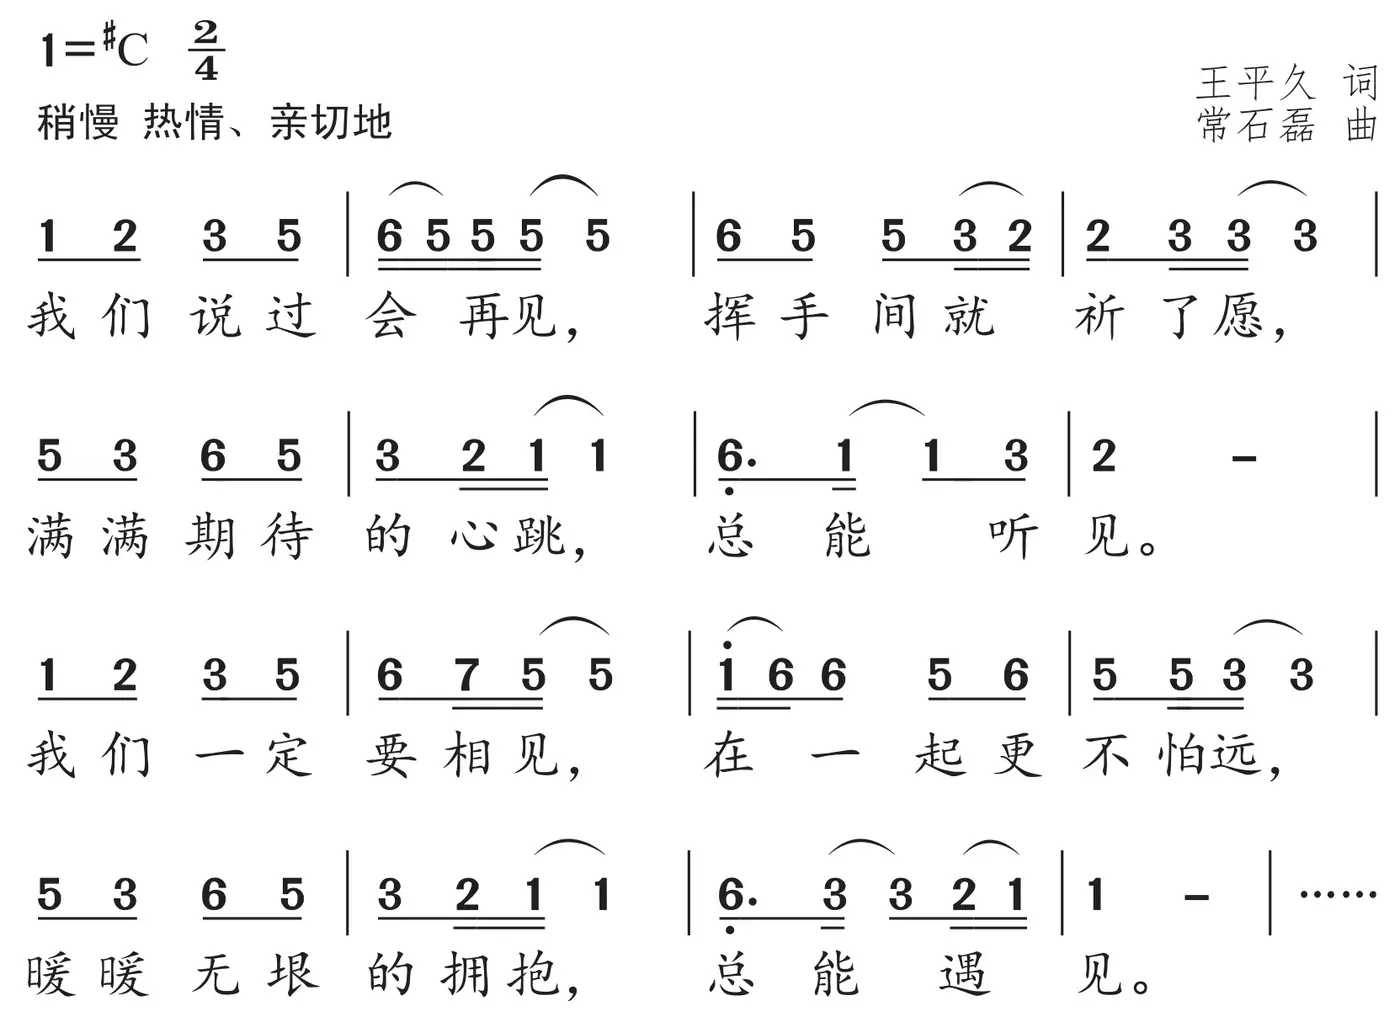 1=#C 2/4
稍慢 热情、亲切地
王平久 词
常石磊 曲
1 2 3 5 | 6 5 5 5 5 | 6 5 5 3 2 | 2 3 3 3 |
我们说过会再见，挥手间就祈了愿，
5 3 6 5 | 3 2 1 1 | 6. 1 1 3 | 2 - |
满满期待的心跳，总能听见。
1 2 3 5 | 6 7 5 5 | 1 6 6 5 6 | 5 5 3 3 |
我们一定要相见，在一起更不怕远，
5 3 6 5 | 3 2 1 1 | 6. 3 3 2 1 | 1 - | ……
暖暖无垠的拥抱，总能遇见。